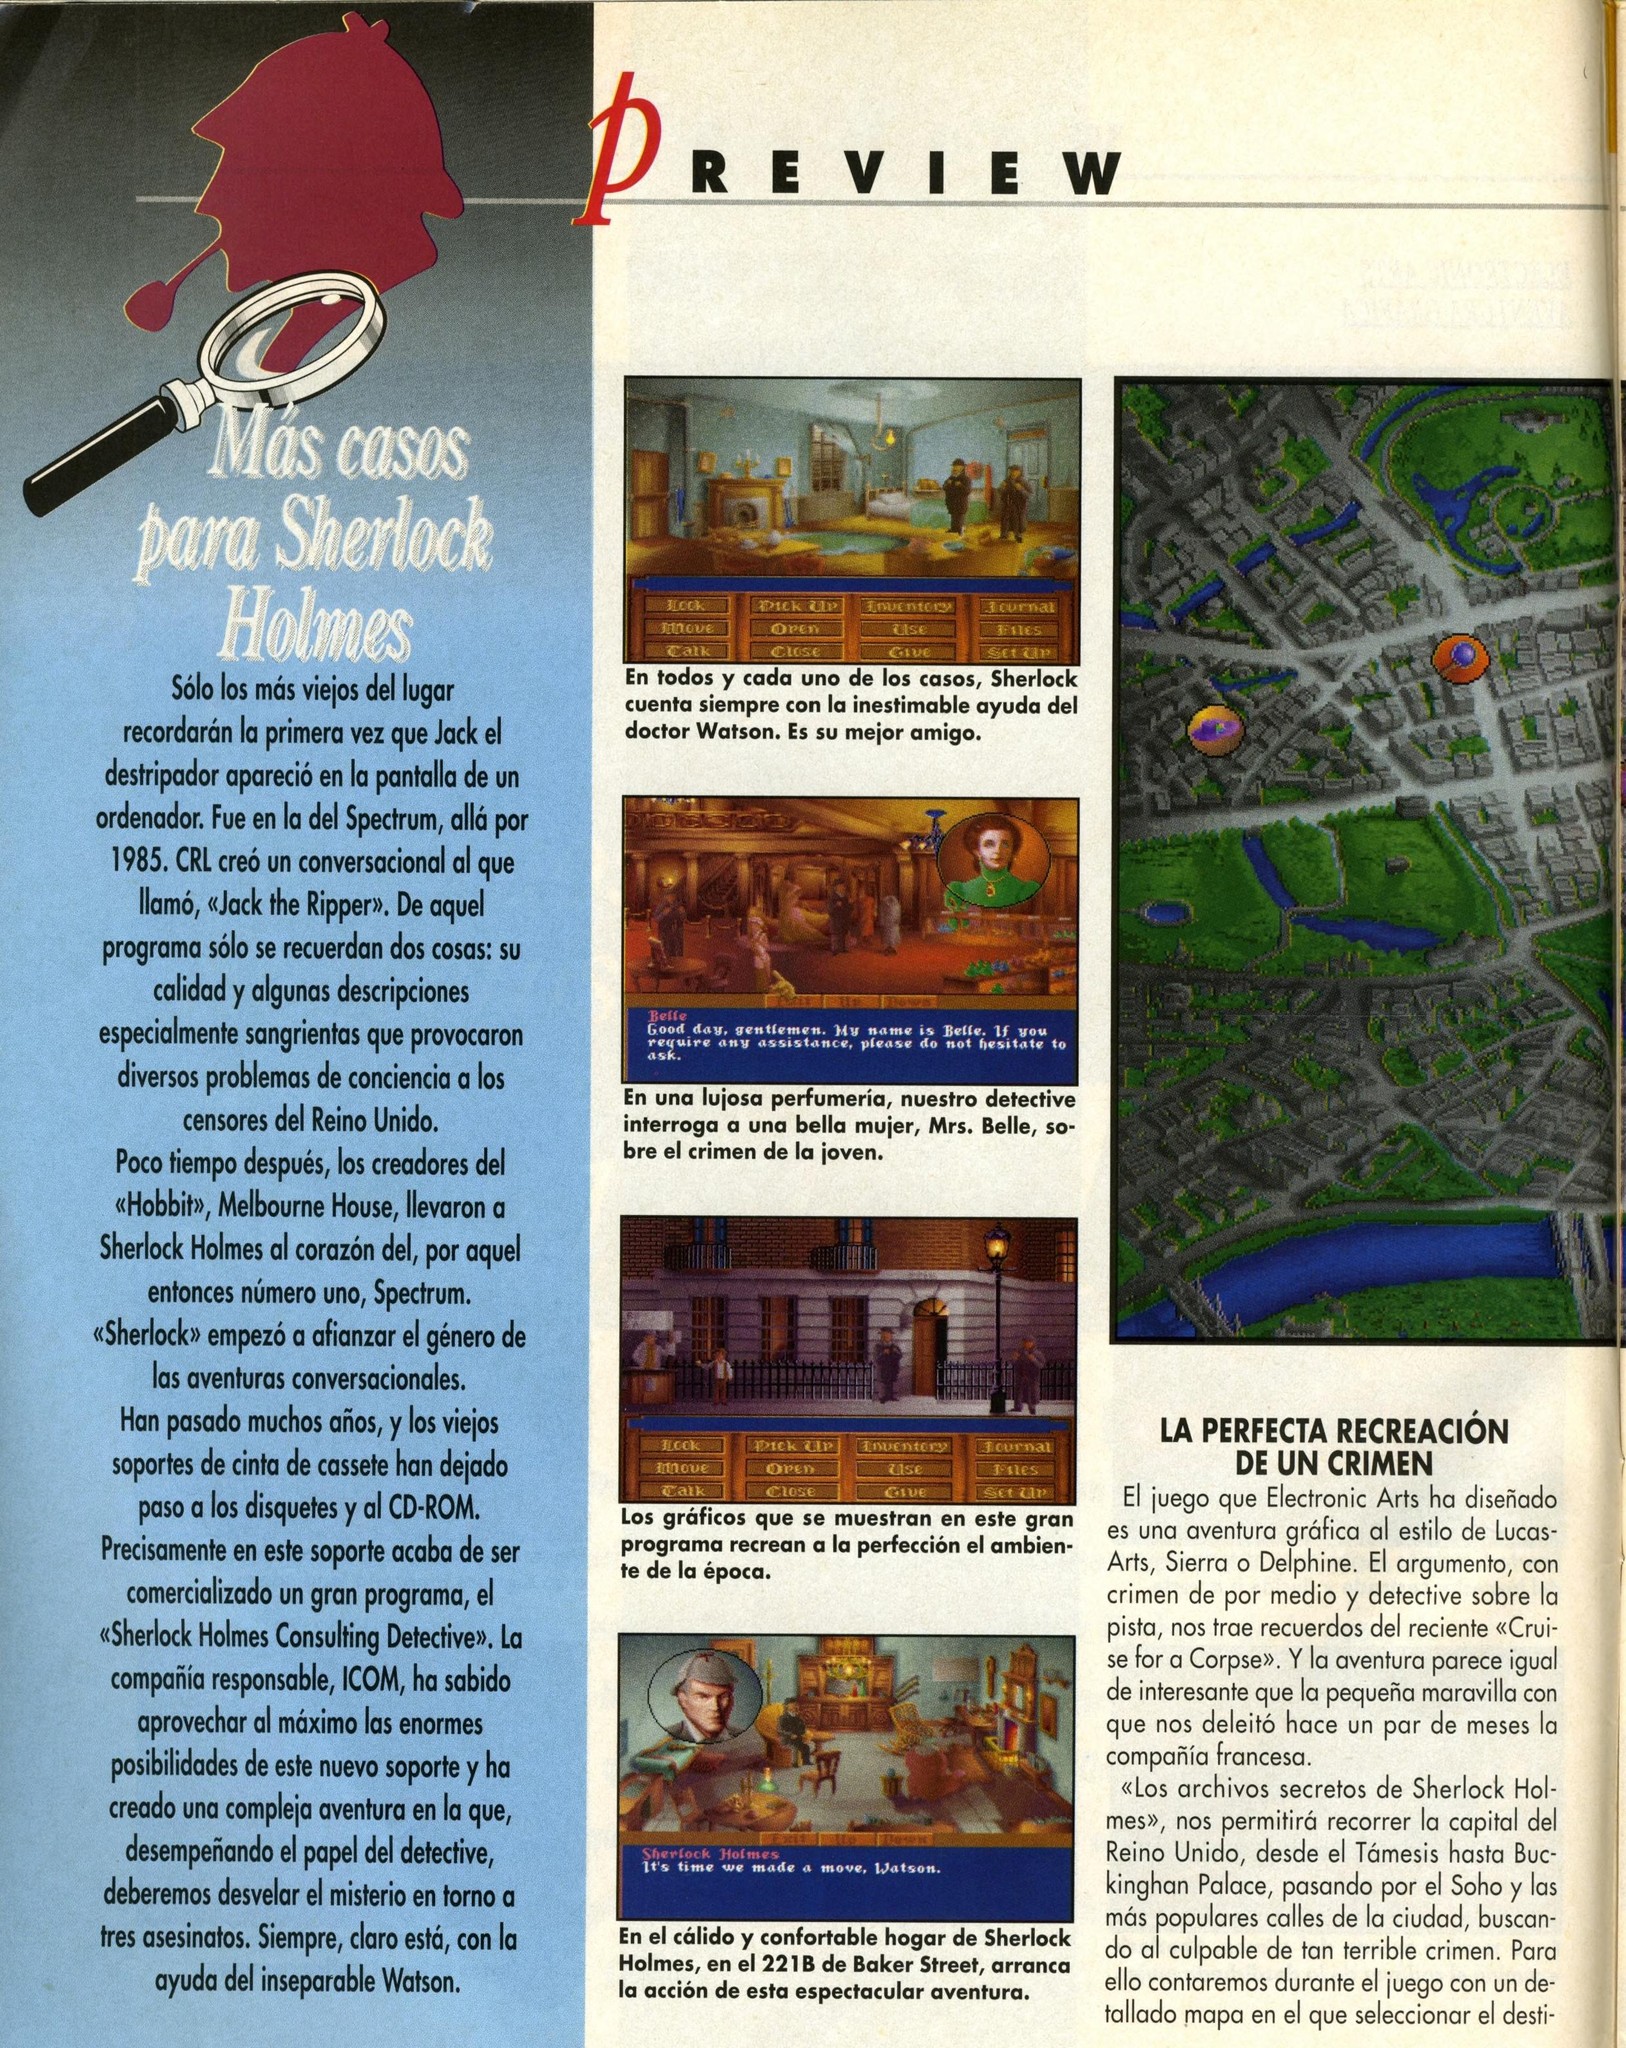 PREVIEW
Más casos
para Sherlock
Holmes
Sólo los más viejos del lugar
recordarán la primera vez que Jack el
destripador apareció en la pantalla de un
ordenador. Fue en la del Spectrum, allá por
1985. CRL creó un conversacional al que
llamó, «Jack the Ripper». De aquel
programa sólo se recuerdan dos cosas: su
calidad y algunas descripciones
especialmente sangrientas que provocaron
diversos problemas de conciencia a los
censores del Reino Unido.
Poco tiempo después, los creadores del
«Hobbit», Melbourne House, llevaron a
Sherlock Holmes al corazón del, por aquel
entonces número uno, Spectrum.
«Sherlock» empezó a afianzar el género de
las aventuras conversacionales.
Han pasado muchos años, y los viejos
soportes de cinta de cassete han dejado
paso a los disquetes y al CD-ROM.
Precisamente en este soporte acaba de ser
comercializado un gran programa, el
«Sherlock Holmes Consulting Detective». La
compañía responsable, ICOM, ha sabido
aprovechar al máximo las enormes
posibilidades de este nuevo soporte y ha
creado una compleja aventura en la que,
desempeñando el papel del detective,
deberemos desvelar el misterio en torno a
tres asesinatos. Siempre, claro está, con la
ayuda del inseparable Watson.
Look Pick Up Inventory Journal
Move Open Use Files
Talk Close Give Set Up
En todos y cada uno de los casos, Sherlock
cuenta siempre con la inestimable ayuda del
doctor Watson. Es su mejor amigo.
Exit Up Down
Belle
Good day, gentlemen. My name is Belle. If you
require any assistance, please do not hesitate to
ask.
En una lujosa perfumería, nuestro detective
interroga a una bella mujer, Mrs. Belle, so-
bre el crimen de la joven.
Look Pick Up Inventory Journal
Move Open Use Files
Talk Close Give Set Up
Los gráficos que se muestran en este gran
programa recrean a la perfección el ambien-
te de la época.
Exit Up Down
Sherlock Holmes
It's time we made a move, Watson.
En el cálido y confortable hogar de Sherlock
Holmes, en el 221B de Baker Street, arranca
la acción de esta espectacular aventura.
LA PERFECTA RECREACIÓN
DE UN CRIMEN
El juego que Electronic Arts ha diseñado
es una aventura gráfica al estilo de Lucas-
Arts, Sierra o Delphine. El argumento, con
crimen de por medio y detective sobre la
pista, nos trae recuerdos del reciente «Crui-
se for a Corpse». Y la aventura parece igual
de interesante que la pequeña maravilla con
que nos deleitó hace un par de meses la
compañía francesa.
«Los archivos secretos de Sherlock Hol-
mes», nos permitirá recorrer la capital del
Reino Unido, desde el Támesis hasta Buc-
kinghan Palace, pasando por el Soho y las
más populares calles de la ciudad, buscan-
do al culpable de tan terrible crimen. Para
ello contaremos durante el juego con un de-
tallado mapa en el que seleccionar el desti-